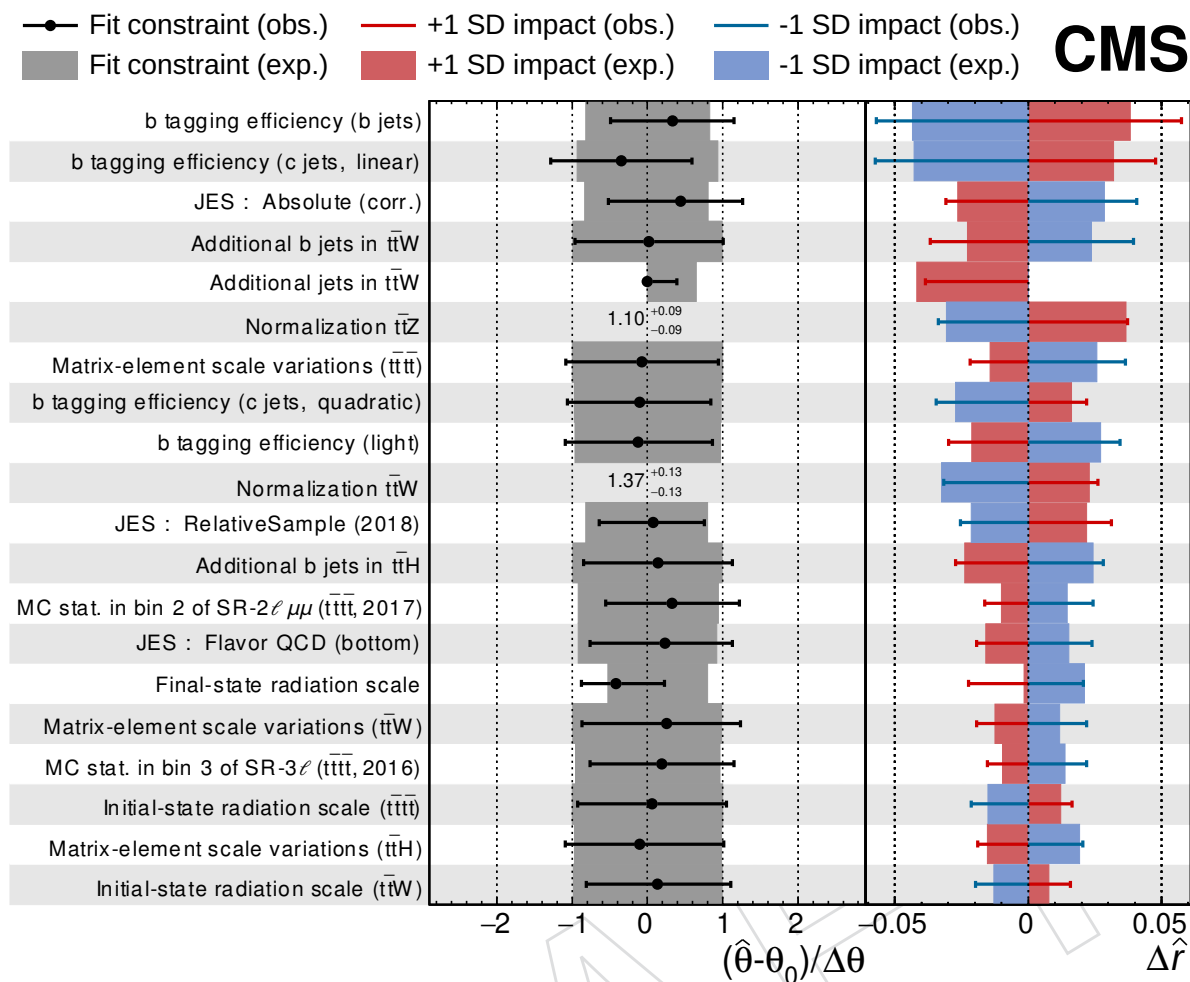 Fit constraint (obs.) +1 SD impact (obs.) -1 SD impact (obs.) CMS
Fit constraint (exp.) +1 SD impact (exp.) -1 SD impact (exp.)
b tagging efficiency (b jets)
b tagging efficiency (c jets, linear)
JES : Absolute (corr.)
Additional b jets in tt̄W
Additional jets in tt̄W
Normalization tt̄Z 1.10 +0.09 −0.09
Matrix-element scale variations (tt̄tt̄)
b tagging efficiency (c jets, quadratic)
b tagging efficiency (light)
Normalization tt̄W 1.37 +0.13 −0.13
JES : RelativeSample (2018)
Additional b jets in tt̄H
MC stat. in bin 2 of SR-2ℓ μμ (tt̄tt̄, 2017)
JES : Flavor QCD (bottom)
Final-state radiation scale
Matrix-element scale variations (tt̄W)
MC stat. in bin 3 of SR-3ℓ (tt̄tt̄, 2016)
Initial-state radiation scale (tt̄tt̄)
Matrix-element scale variations (tt̄H)
Initial-state radiation scale (tt̄W)
−2 −1 0 1 2 −0.05 0 0.05
(θ̂-θ₀)/Δθ Δr̂